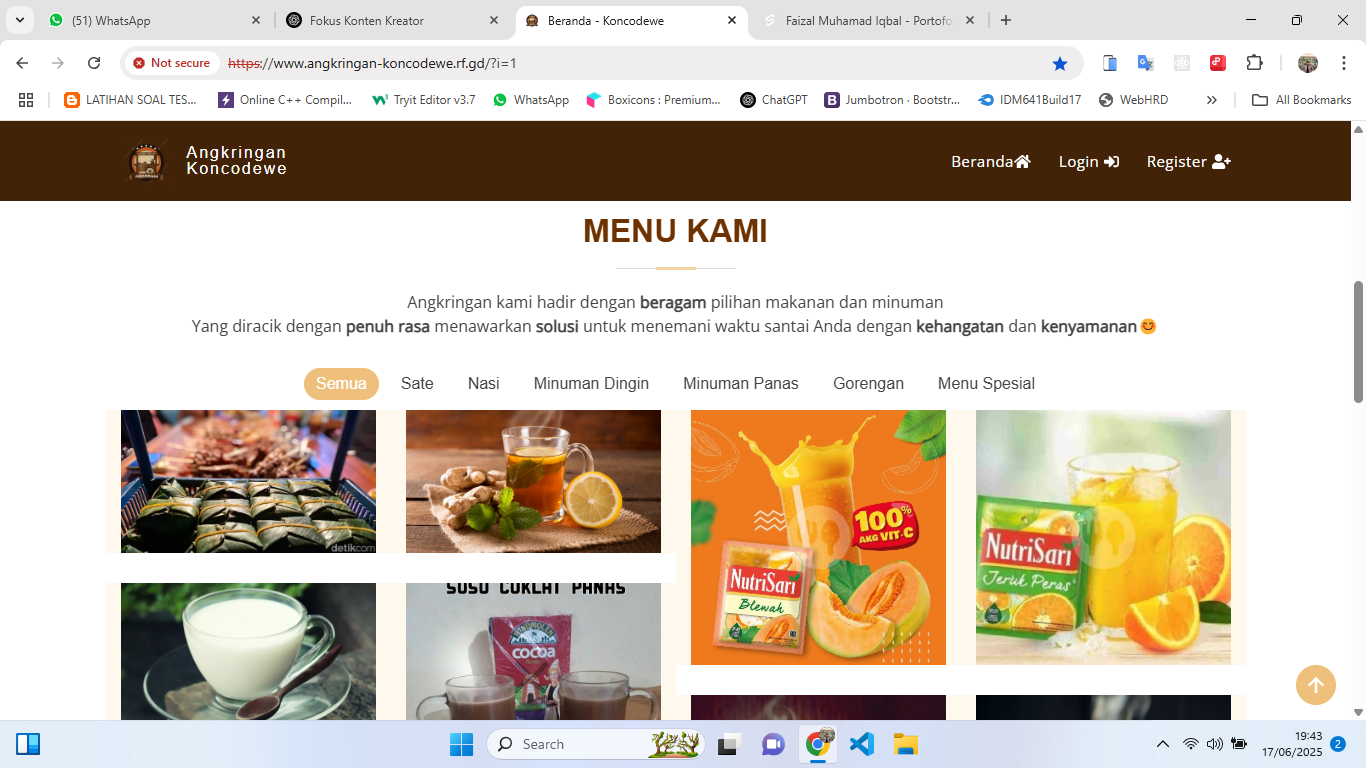 (51) WhatsApp
Fokus Konten Kreator
Beranda - Koncodewe
Faizal Muhamad Iqbal - Portofo
Not secure
https://www.angkringan-koncodewe.rf.gd/?i=1
LATIHAN SOAL TES...
Online C++ Compil...
Tryit Editor v3.7
WhatsApp
Boxicons : Premium...
ChatGPT
Jumbotron · Bootstr...
IDM641Build17
WebHRD
All Bookmarks
Angkringan
Koncodewe
Beranda
Login
Register
MENU KAMI
Angkringan kami hadir dengan beragam pilihan makanan dan minuman
Yang diracik dengan penuh rasa menawarkan solusi untuk menemani waktu santai Anda dengan kehangatan dan kenyamanan 😊
Semua
Sate
Nasi
Minuman Dingin
Minuman Panas
Gorengan
Menu Spesial
detikcom
100%
AKG VIT-C
NutriSari
Blewah
NutriSari
Jeruk Peras
SUSU COKLAT PANAS
COCOA
Search
19:43
17/06/2025
2